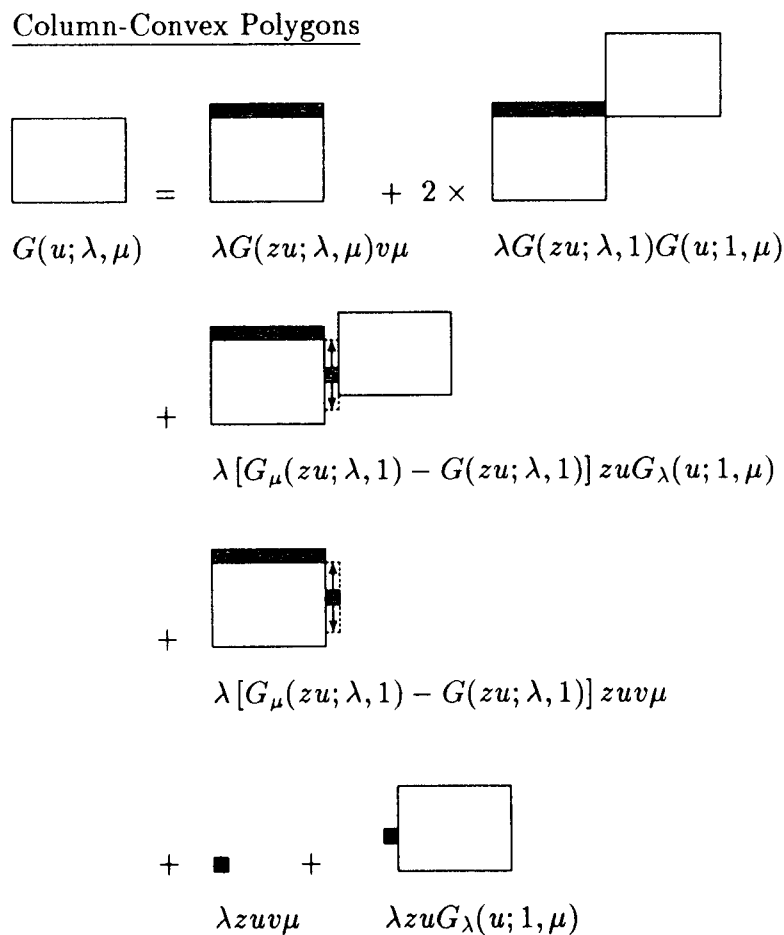 Column-Convex Polygons
= + 2 ×
G(u; λ, μ) λG(zu; λ, μ)vμ λG(zu; λ, 1)G(u; 1, μ)
+
λ [G_μ(zu; λ, 1) − G(zu; λ, 1)] zuG_λ(u; 1, μ)
+
λ [G_μ(zu; λ, 1) − G(zu; λ, 1)] zuvμ
+ +
λzuvμ λzuG_λ(u; 1, μ)